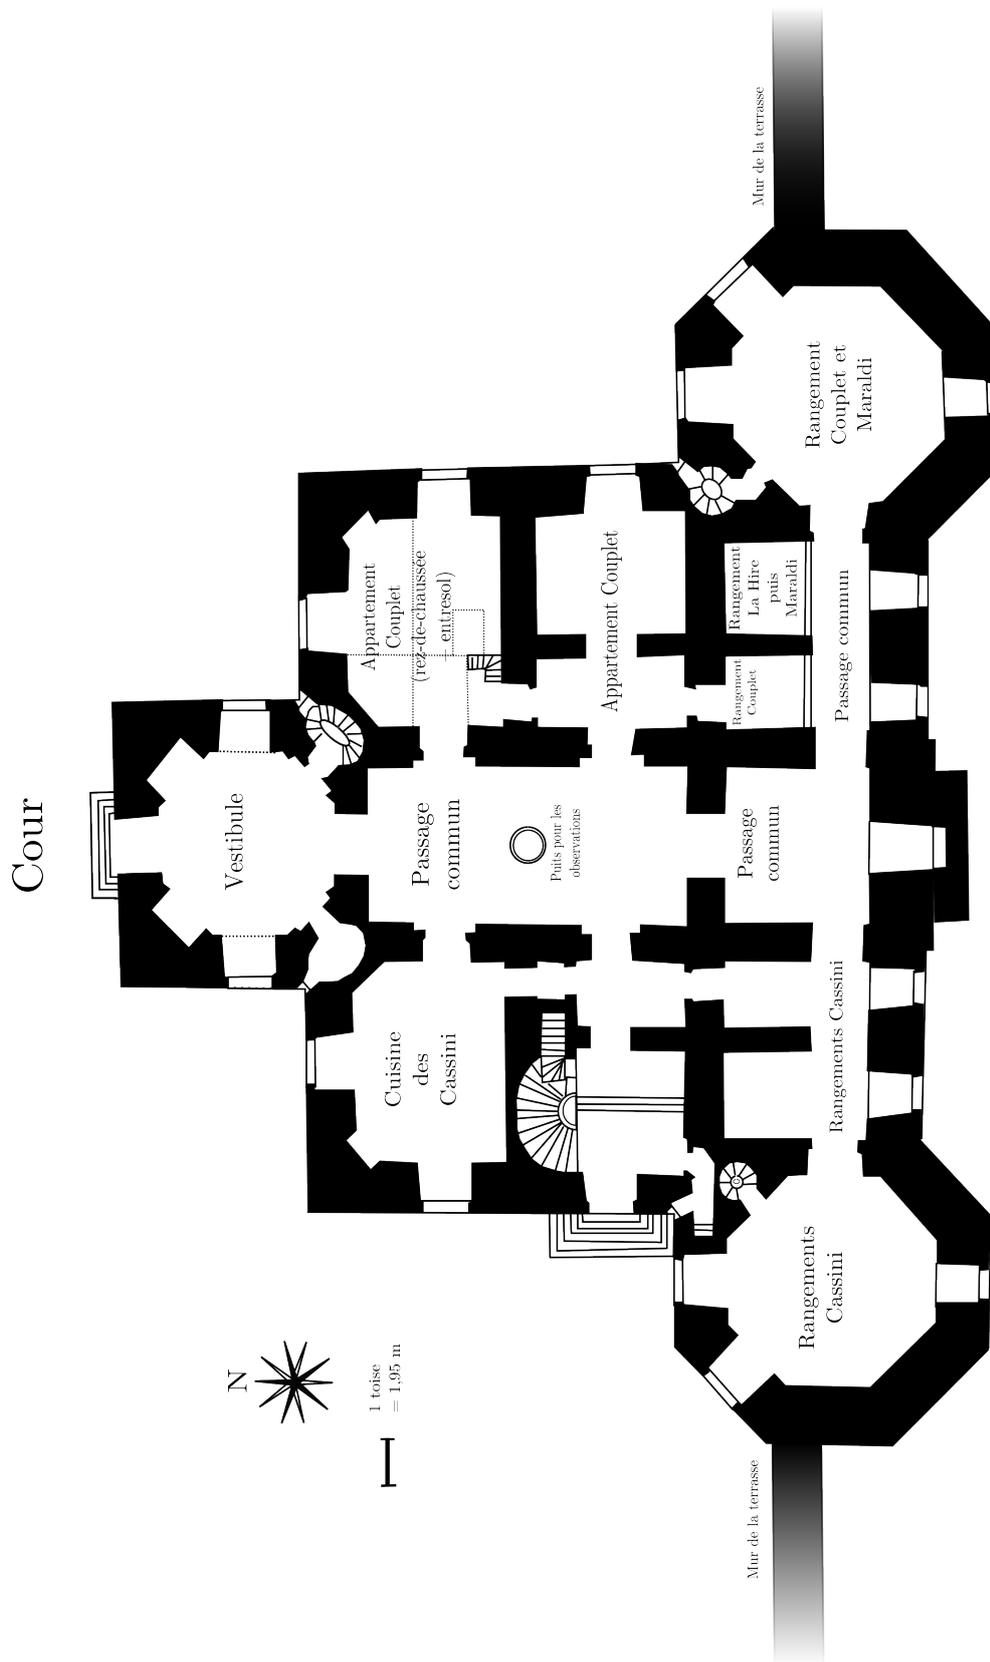 Cour
N
1 toise
= 1,95 m
Vestibule
Cuisine
des
Cassini
Passage
commun
Appartement
Couplet
(rez-de-chaussée
+ entresol)
Puits pour les
observations
Appartement Couplet
Passage
commun
Rangement
Couplet
Rangement
La Hire
puis
Maraldi
Mur de la terrasse
Rangements
Cassini
Rangements Cassini
Passage commun
Rangement
Couplet et
Maraldi
Mur de la terrasse